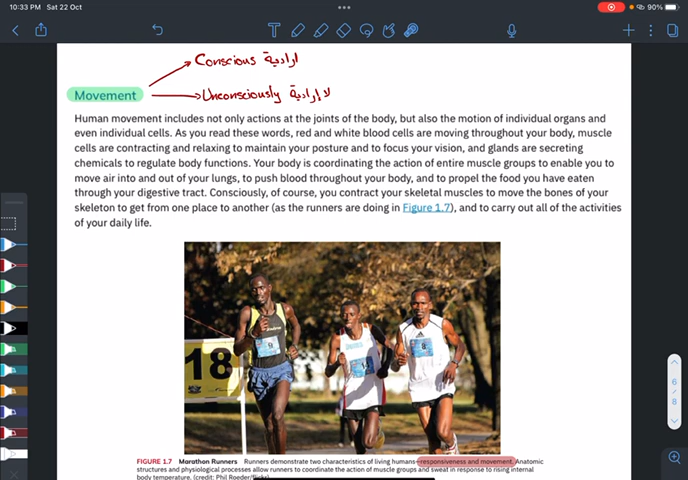 10:33 PM Sat 22 Oct
90%
Conscious ارادية
Movement
Unconsciously لا إرادية
Human movement includes not only actions at the joints of the body, but also the motion of individual organs and
even individual cells. As you read these words, red and white blood cells are moving throughout your body, muscle
cells are contracting and relaxing to maintain your posture and to focus your vision, and glands are secreting
chemicals to regulate body functions. Your body is coordinating the action of entire muscle groups to enable you to
move air into and out of your lungs, to push blood throughout your body, and to propel the food you have eaten
through your digestive tract. Consciously, of course, you contract your skeletal muscles to move the bones of your
skeleton to get from one place to another (as the runners are doing in Figure 1.7), and to carry out all of the activities
of your daily life.
18
6
/
8
FIGURE 1.7 Marathon Runners Runners demonstrate two characteristics of living humans—responsiveness and movement. Anatomic
structures and physiological processes allow runners to coordinate the action of muscle groups and sweat in response to rising internal
body temperature. (credit: Phil Roeder/flickr)